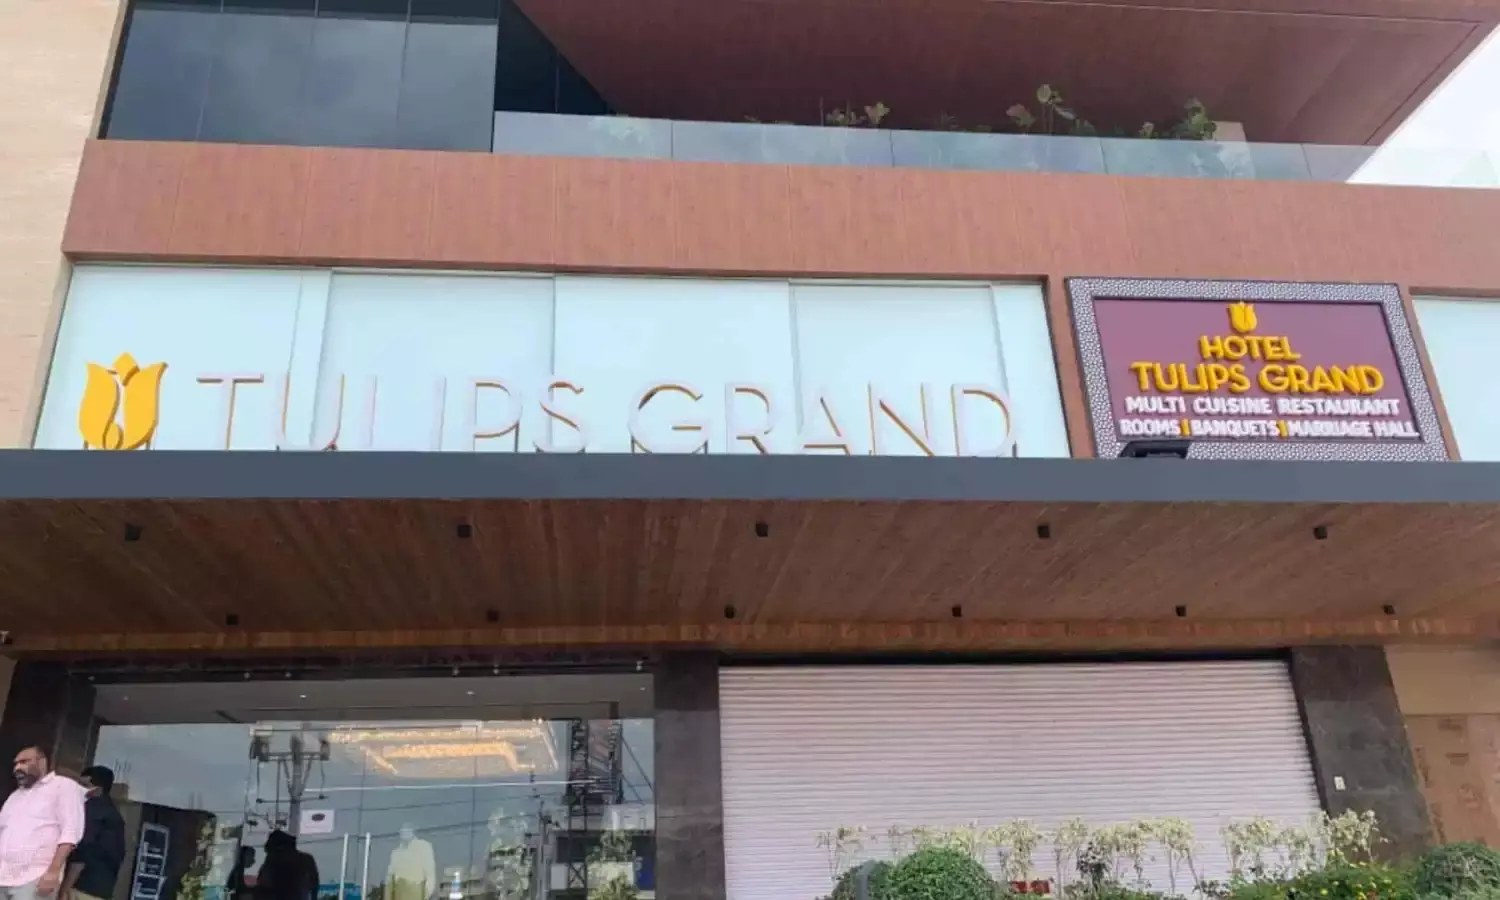 TULIPS GRAND
HOTEL
TULIPS GRAND
MULTI CUISINE RESTAURANT
ROOMS | BANQUETS | MARRIAGE HALL